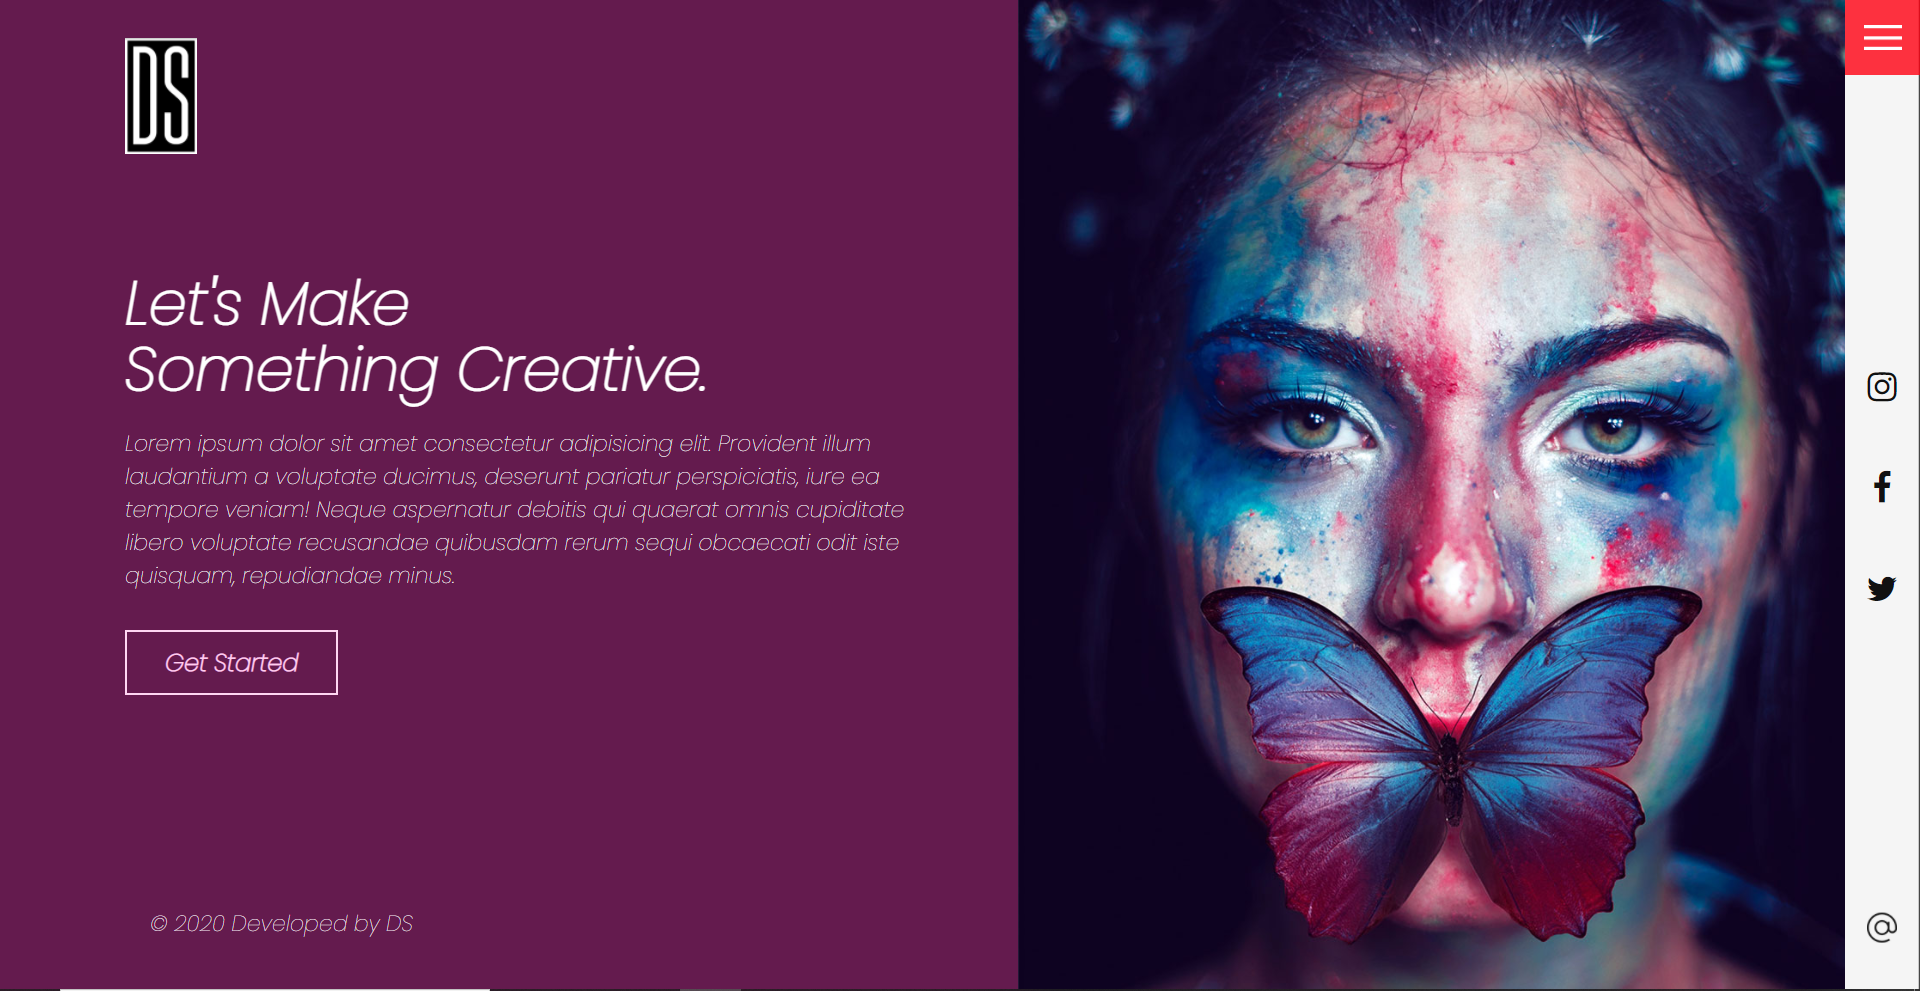 DS
Let's Make
Something Creative.
Lorem ipsum dolor sit amet consectetur adipisicing elit. Provident illum
laudantium a voluptate ducimus, deserunt pariatur perspiciatis, iure ea
tempore veniam! Neque aspernatur debitis qui quaerat omnis cupiditate
libero voluptate recusandae quibusdam rerum sequi obcaecati odit iste
quisquam, repudiandae minus.
Get Started
© 2020 Developed by DS
@